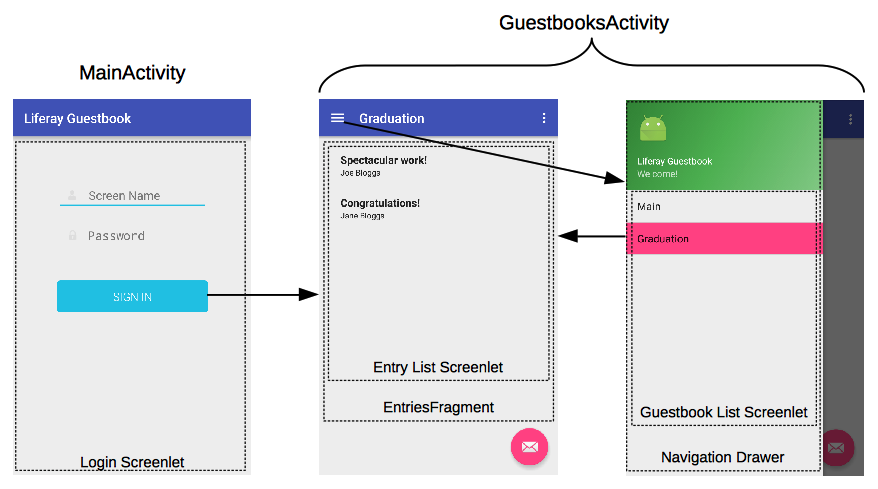 GuestbooksActivity
MainActivity
Liferay Guestbook
Screen Name
Password
SIGN IN
Login Screenlet
Graduation
Spectacular work!
Joe Bloggs
Congratulations!
Jane Bloggs
Entry List Screenlet
EntriesFragment
Liferay Guestbook
Welcome!
Main
Graduation
Guestbook List Screenlet
Navigation Drawer